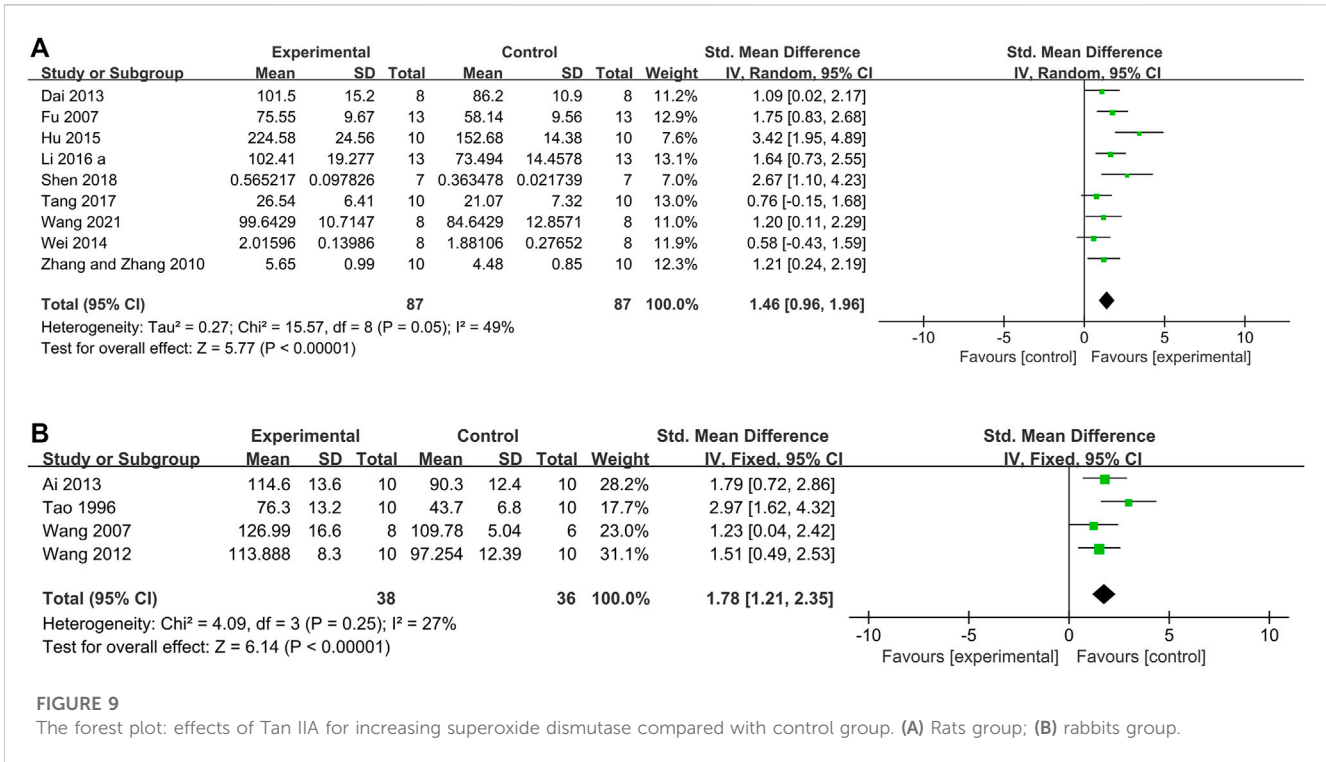 A
Experimental Control Std. Mean Difference Std. Mean Difference
Study or Subgroup Mean SD Total Mean SD Total Weight IV, Random, 95% CI IV, Random, 95% CI
Dai 2013 101.5 15.2 8 86.2 10.9 8 11.2% 1.09 [0.02, 2.17]
Fu 2007 75.55 9.67 13 58.14 9.56 13 12.9% 1.75 [0.83, 2.68]
Hu 2015 224.58 24.56 10 152.68 14.38 10 7.6% 3.42 [1.95, 4.89]
Li 2016 a 102.41 19.277 13 73.494 14.4578 13 13.1% 1.64 [0.73, 2.55]
Shen 2018 0.565217 0.097826 7 0.363478 0.021739 7 7.0% 2.67 [1.10, 4.23]
Tang 2017 26.54 6.41 10 21.07 7.32 10 13.0% 0.76 [-0.15, 1.68]
Wang 2021 99.6429 10.7147 8 84.6429 12.8571 8 11.0% 1.20 [0.11, 2.29]
Wei 2014 2.01596 0.13986 8 1.88106 0.27652 8 11.9% 0.58 [-0.43, 1.59]
Zhang and Zhang 2010 5.65 0.99 10 4.48 0.85 10 12.3% 1.21 [0.24, 2.19]
Total (95% CI) 87 87 100.0% 1.46 [0.96, 1.96]
Heterogeneity: Tau² = 0.27; Chi² = 15.57, df = 8 (P = 0.05); I² = 49%
Test for overall effect: Z = 5.77 (P < 0.00001)
-10 -5 0 5 10
Favours [control] Favours [experimental]
B
Experimental Control Std. Mean Difference Std. Mean Difference
Study or Subgroup Mean SD Total Mean SD Total Weight IV, Fixed, 95% CI IV, Fixed, 95% CI
Ai 2013 114.6 13.6 10 90.3 12.4 10 28.2% 1.79 [0.72, 2.86]
Tao 1996 76.3 13.2 10 43.7 6.8 10 17.7% 2.97 [1.62, 4.32]
Wang 2007 126.99 16.6 8 109.78 5.04 6 23.0% 1.23 [0.04, 2.42]
Wang 2012 113.888 8.3 10 97.254 12.39 10 31.1% 1.51 [0.49, 2.53]
Total (95% CI) 38 36 100.0% 1.78 [1.21, 2.35]
Heterogeneity: Chi² = 4.09, df = 3 (P = 0.25); I² = 27%
Test for overall effect: Z = 6.14 (P < 0.00001)
-10 -5 0 5 10
Favours [experimental] Favours [control]
FIGURE 9
The forest plot: effects of Tan IIA for increasing superoxide dismutase compared with control group. (A) Rats group; (B) rabbits group.